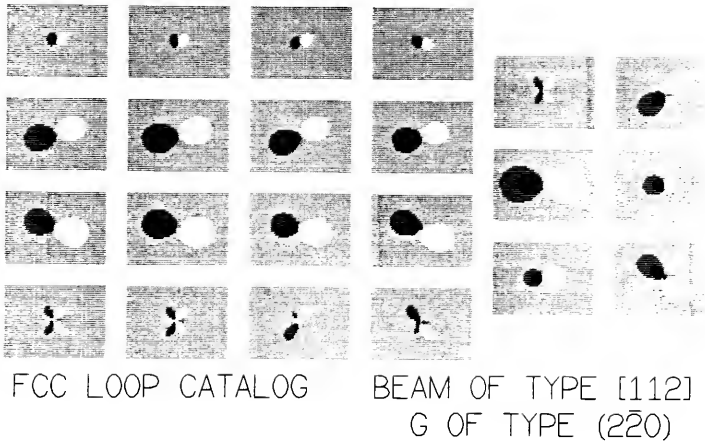 FCC LOOP CATALOG
BEAM OF TYPE [112]
G OF TYPE (22̄0)